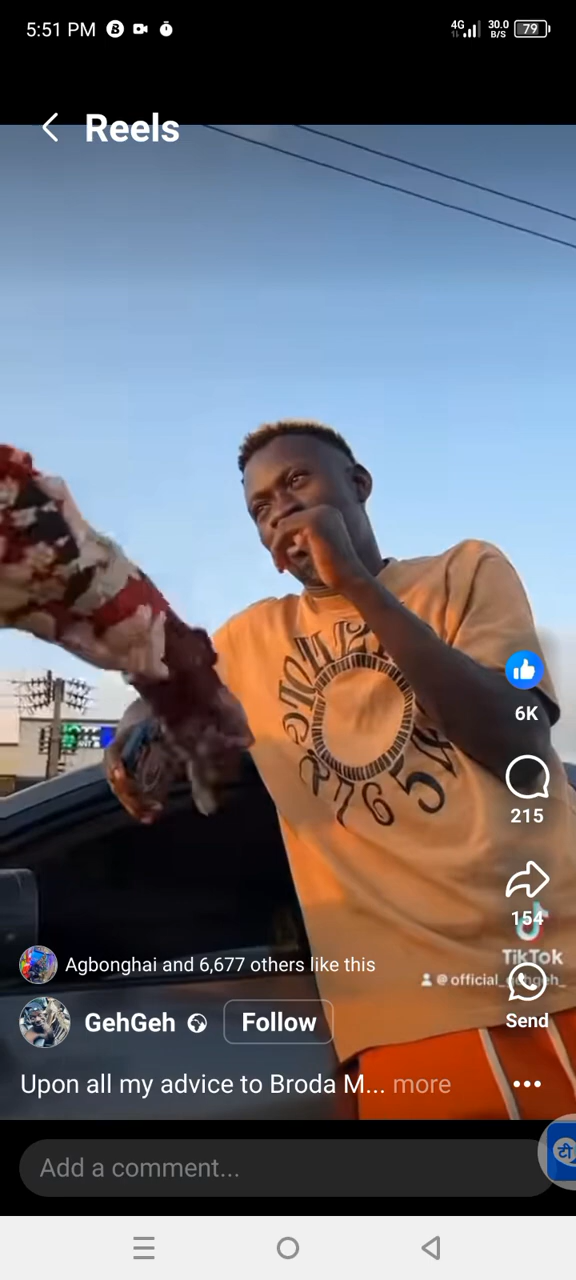 5:51 PM
4G
30.0
B/S
79
Reels
6K
215
154
TikTok
Agbonghai and 6,677 others like this
GehGeh
Follow
Send
Upon all my advice to Broda M... more
Add a comment...
टी